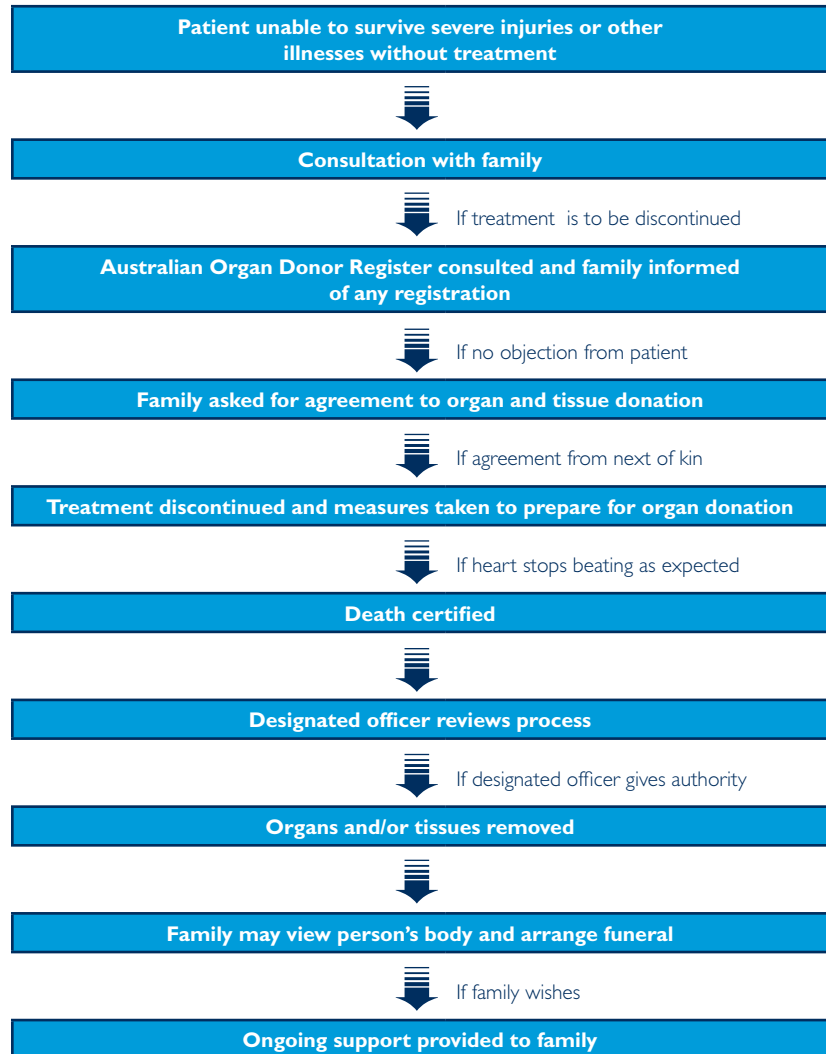 Patient unable to survive severe injuries or other
illnesses without treatment
Consultation with family
If treatment is to be discontinued
Australian Organ Donor Register consulted and family informed
of any registration
If no objection from patient
Family asked for agreement to organ and tissue donation
If agreement from next of kin
Treatment discontinued and measures taken to prepare for organ donation
If heart stops beating as expected
Death certified
Designated officer reviews process
If designated officer gives authority
Organs and/or tissues removed
Family may view person’s body and arrange funeral
If family wishes
Ongoing support provided to family